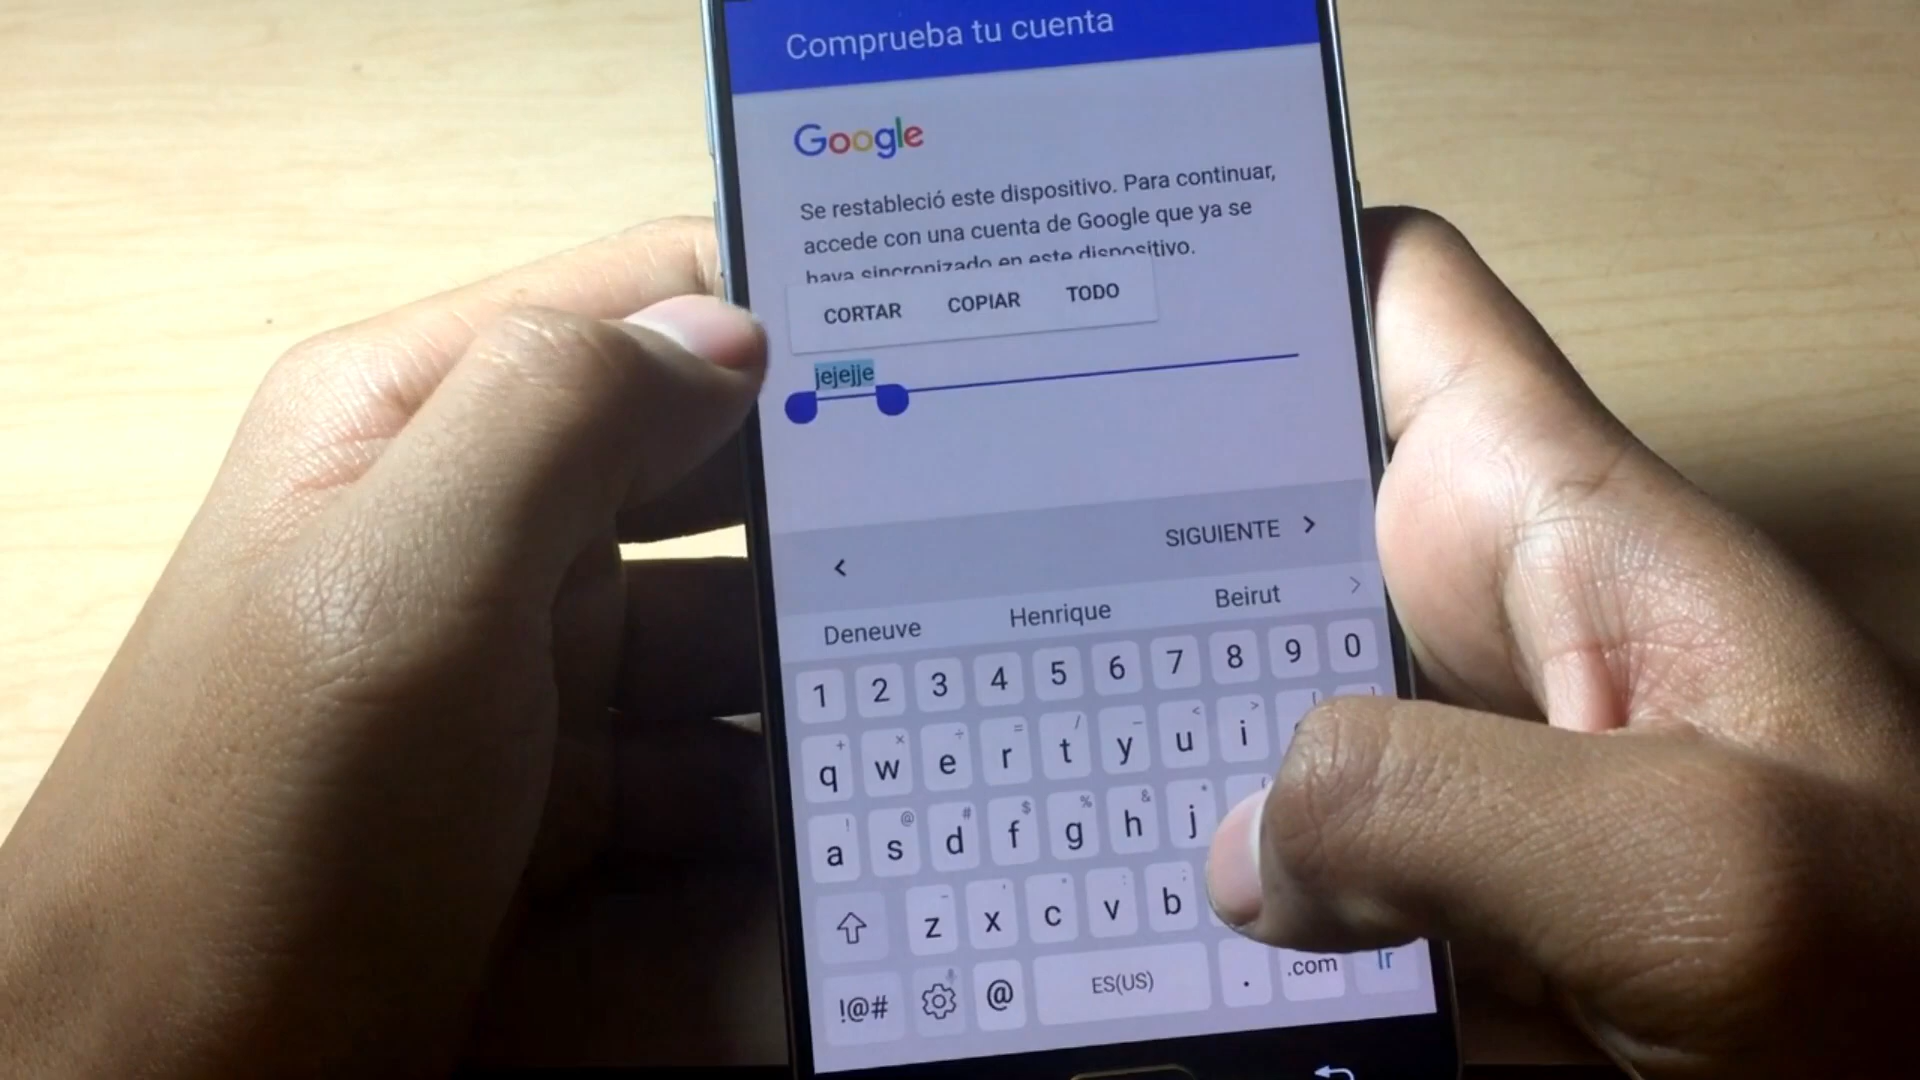 Comprueba tu cuenta
Google
Se restableció este dispositivo. Para continuar,
accede con una cuenta de Google que ya se
haya sincronizado en este dispositivo.
CORTAR COPIAR TODO
jejejje
SIGUIENTE
Deneuve Henrique Beirut
1 2 3 4 5 6 7 8 9 0
q w e r t y u i
a s d f g h j
z x c v b
!@# @ ES(US) . .com Ir